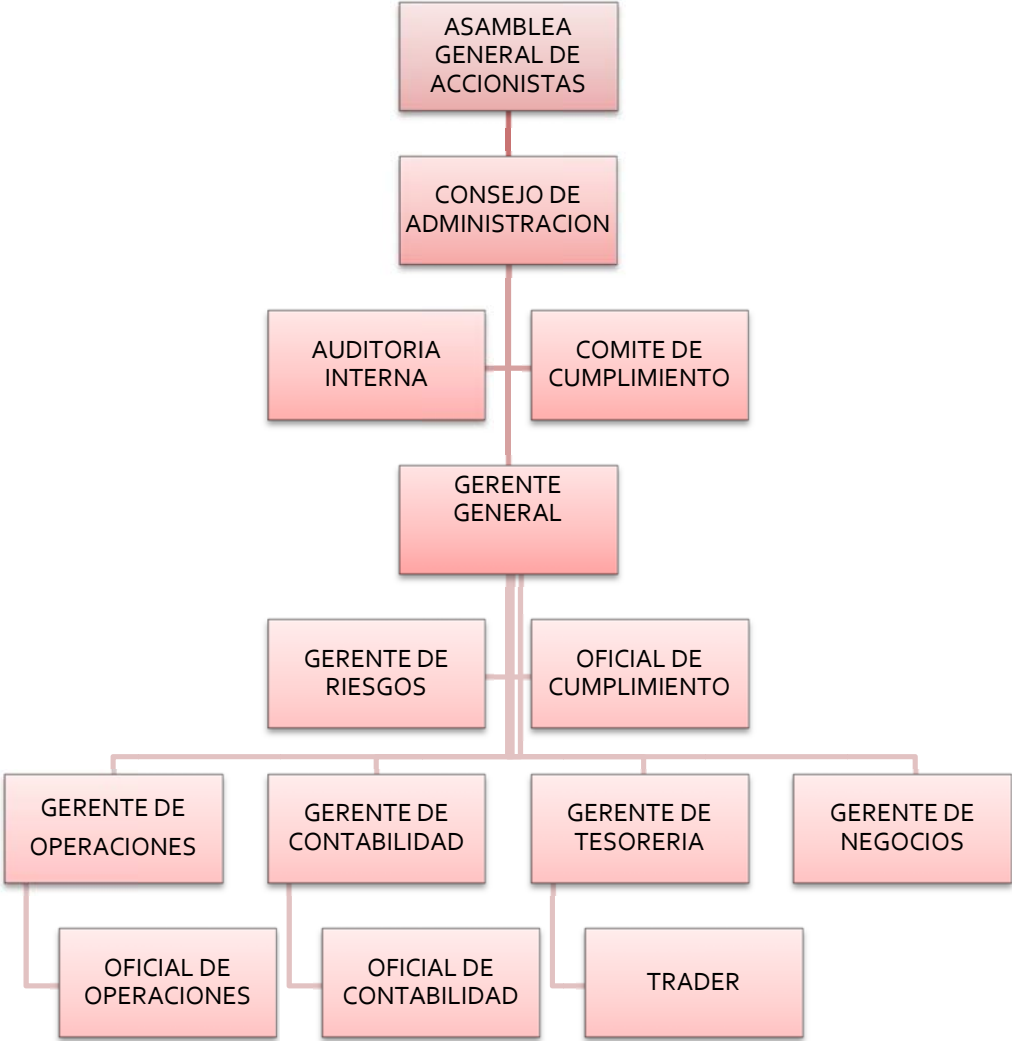 ASAMBLEA
GENERAL DE
ACCIONISTAS
CONSEJO DE
ADMINISTRACION
AUDITORIA
INTERNA
COMITE DE
CUMPLIMIENTO
GERENTE
GENERAL
GERENTE DE
RIESGOS
OFICIAL DE
CUMPLIMIENTO
GERENTE DE
OPERACIONES
GERENTE DE
CONTABILIDAD
GERENTE DE
TESORERIA
GERENTE DE
NEGOCIOS
OFICIAL DE
OPERACIONES
OFICIAL DE
CONTABILIDAD
TRADER